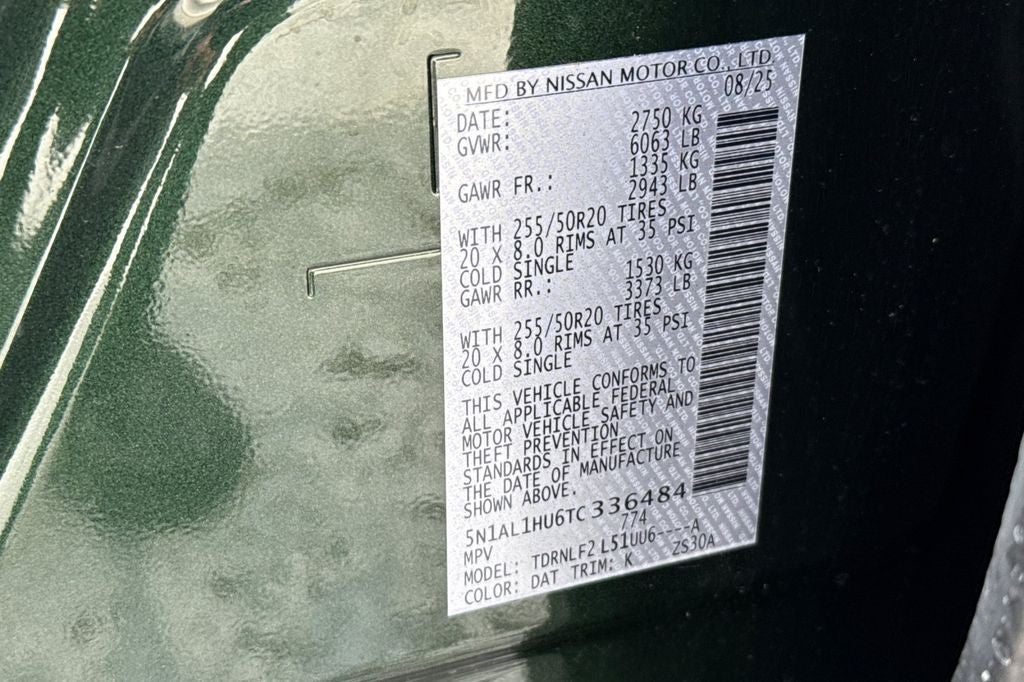 MFD BY NISSAN MOTOR CO., LTD.
DATE: 08/25
GVWR: 2750 KG
6063 LB
GAWR FR.: 1335 KG
2943 LB
WITH 255/50R20 TIRES
20 X 8.0 RIMS AT 35 PSI
COLD SINGLE
GAWR RR.: 1530 KG
3373 LB
WITH 255/50R20 TIRES
20 X 8.0 RIMS AT 35 PSI
COLD SINGLE
THIS VEHICLE CONFORMS TO
ALL APPLICABLE FEDERAL
MOTOR VEHICLE SAFETY AND
THEFT PREVENTION
STANDARDS IN EFFECT ON
THE DATE OF MANUFACTURE
SHOWN ABOVE.
5N1AL1HU6TC336484
MPV 774
MODEL: TDRNLF2 L51UU6----A
COLOR: DAT TRIM: K ZS30A